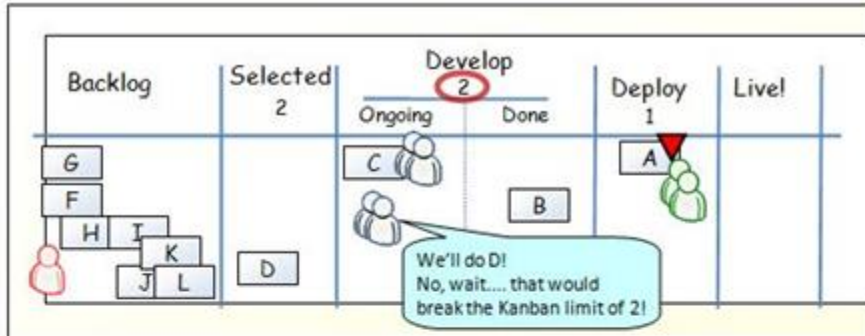 Backlog
Selected
2
Develop
2
Ongoing
Done
Deploy
1
Live!
G
F
H
I
K
J
L
D
C
B
A
We'll do D!
No, wait.... that would
break the Kanban limit of 2!